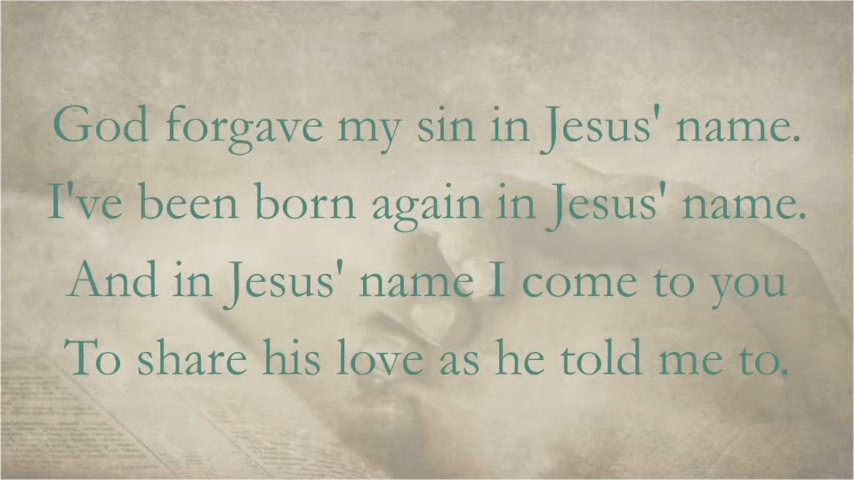 God forgave my sin in Jesus' name.
I've been born again in Jesus' name.
And in Jesus' name I come to you
To share his love as he told me to.